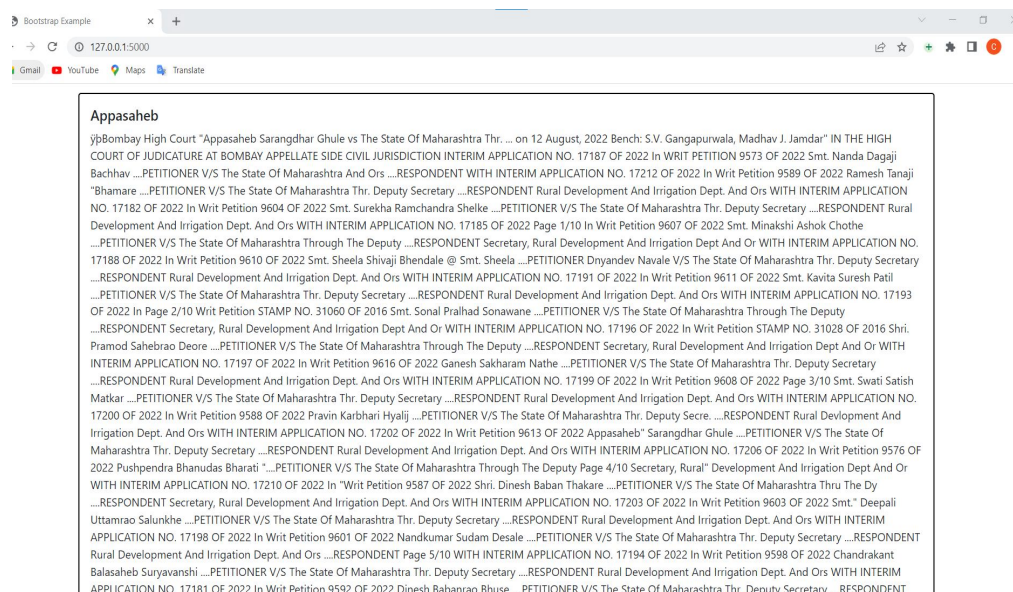 Bootstrap Example
127.0.0.1:5000
Gmail YouTube Maps Translate
Appasaheb
ÿþBombay High Court "Appasaheb Sarangdhar Ghule vs The State Of Maharashtra Thr. ... on 12 August, 2022 Bench: S.V. Gangapurwala, Madhav J. Jamdar" IN THE HIGH
COURT OF JUDICATURE AT BOMBAY APPELLATE SIDE CIVIL JURISDICTION INTERIM APPLICATION NO. 17187 OF 2022 In WRIT PETITION 9573 OF 2022 Smt. Nanda Dagaji
Bachhav ....PETITIONER V/S The State Of Maharashtra And Ors ....RESPONDENT WITH INTERIM APPLICATION NO. 17212 OF 2022 In Writ Petition 9589 OF 2022 Ramesh Tanaji
"Bhamare ....PETITIONER V/S The State Of Maharashtra Thr. Deputy Secretary ....RESPONDENT Rural Development And Irrigation Dept. And Ors WITH INTERIM APPLICATION
NO. 17182 OF 2022 In Writ Petition 9604 OF 2022 Smt. Surekha Ramchandra Shelke ....PETITIONER V/S The State Of Maharashtra Thr. Deputy Secretary ....RESPONDENT Rural
Development And Irrigation Dept. And Ors WITH INTERIM APPLICATION NO. 17185 OF 2022 Page 1/10 In Writ Petition 9607 OF 2022 Smt. Minakshi Ashok Chothe
....PETITIONER V/S The State Of Maharashtra Through The Deputy ....RESPONDENT Secretary, Rural Development And Irrigation Dept And Or WITH INTERIM APPLICATION NO.
17188 OF 2022 In Writ Petition 9610 OF 2022 Smt. Sheela Shivaji Bhendale @ Smt. Sheela ....PETITIONER Dnyandev Navale V/S The State Of Maharashtra Thr. Deputy Secretary
....RESPONDENT Rural Development And Irrigation Dept. And Ors WITH INTERIM APPLICATION NO. 17191 OF 2022 In Writ Petition 9611 OF 2022 Smt. Kavita Suresh Patil
....PETITIONER V/S The State Of Maharashtra Thr. Deputy Secretary ....RESPONDENT Rural Development And Irrigation Dept. And Ors WITH INTERIM APPLICATION NO. 17193
OF 2022 In Page 2/10 Writ Petition STAMP NO. 31060 OF 2016 Smt. Sonal Pralhad Sonawane ....PETITIONER V/S The State Of Maharashtra Through The Deputy
....RESPONDENT Secretary, Rural Development And Irrigation Dept And Or WITH INTERIM APPLICATION NO. 17196 OF 2022 In Writ Petition STAMP NO. 31028 OF 2016 Shri.
Pramod Sahebrao Deore ....PETITIONER V/S The State Of Maharashtra Through The Deputy ....RESPONDENT Secretary, Rural Development And Irrigation Dept And Or WITH
INTERIM APPLICATION NO. 17197 OF 2022 In Writ Petition 9616 OF 2022 Ganesh Sakharam Nathe ....PETITIONER V/S The State Of Maharashtra Thr. Deputy Secretary
....RESPONDENT Rural Development And Irrigation Dept. And Ors WITH INTERIM APPLICATION NO. 17199 OF 2022 In Writ Petition 9608 OF 2022 Page 3/10 Smt. Swati Satish
Matkar ....PETITIONER V/S The State Of Maharashtra Thr. Deputy Secretary ....RESPONDENT Rural Development And Irrigation Dept. And Ors WITH INTERIM APPLICATION NO.
17200 OF 2022 In Writ Petition 9588 OF 2022 Pravin Karbhari Hyalij ....PETITIONER V/S The State Of Maharashtra Thr. Deputy Secre. ....RESPONDENT Rural Devlopment And
Irrigation Dept. And Ors WITH INTERIM APPLICATION NO. 17202 OF 2022 In Writ Petition 9613 OF 2022 Appasaheb" Sarangdhar Ghule ....PETITIONER V/S The State Of
Maharashtra Thr. Deputy Secretary ....RESPONDENT Rural Development And Irrigation Dept. And Ors WITH INTERIM APPLICATION NO. 17206 OF 2022 In Writ Petition 9576 OF
2022 Pushpendra Bhanudas Bharati "....PETITIONER V/S The State Of Maharashtra Through The Deputy Page 4/10 Secretary, Rural" Development And Irrigation Dept And Or
WITH INTERIM APPLICATION NO. 17210 OF 2022 In "Writ Petition 9587 OF 2022 Shri. Dinesh Baban Thakare ....PETITIONER V/S The State Of Maharashtra Thru The Dy
....RESPONDENT Secretary, Rural Development And Irrigation Dept. And Ors WITH INTERIM APPLICATION NO. 17203 OF 2022 In Writ Petition 9603 OF 2022 Smt." Deepali
Uttamrao Salunkhe ....PETITIONER V/S The State Of Maharashtra Thr. Deputy Secretary ....RESPONDENT Rural Development And Irrigation Dept. And Ors WITH INTERIM
APPLICATION NO. 17198 OF 2022 In Writ Petition 9601 OF 2022 Nandkumar Sudam Desale ....PETITIONER V/S The State Of Maharashtra Thr. Deputy Secretary ....RESPONDENT
Rural Development And Irrigation Dept. And Ors ....RESPONDENT Page 5/10 WITH INTERIM APPLICATION NO. 17194 OF 2022 In Writ Petition 9598 OF 2022 Chandrakant
Balasaheb Suryavanshi ....PETITIONER V/S The State Of Maharashtra Thr. Deputy Secretary ....RESPONDENT Rural Development And Irrigation Dept. And Ors WITH INTERIM
APPLICATION NO. 17181 OF 2022 In Writ Petition 9592 OF 2022 Dinesh Babanrao Bhuse ....PETITIONER V/S The State Of Maharashtra Thr. Deputy Secretary ....RESPONDENT